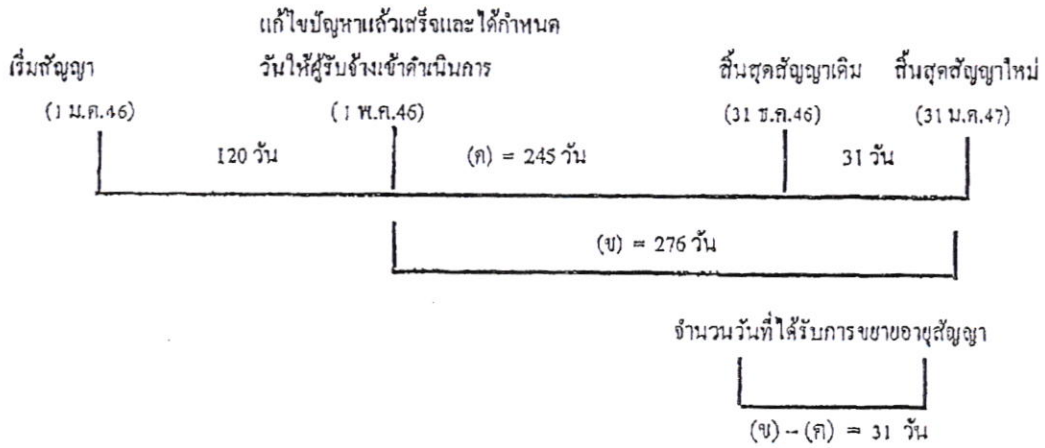 แก้ไขปัญหาแล้วเสร็จและได้กำหนด
เริ่มสัญญา วันให้ผู้รับจ้างเข้าดำเนินการ สิ้นสุดสัญญาเดิม สิ้นสุดสัญญาใหม่
(1 ม.ค.46) (1 พ.ค.46) (31 ธ.ค.46) (31 ม.ค.47)
120 วัน (ค) = 245 วัน 31 วัน
(ข) = 276 วัน
จำนวนวันที่ได้รับการขยายอายุสัญญา
(ข) – (ค) = 31 วัน